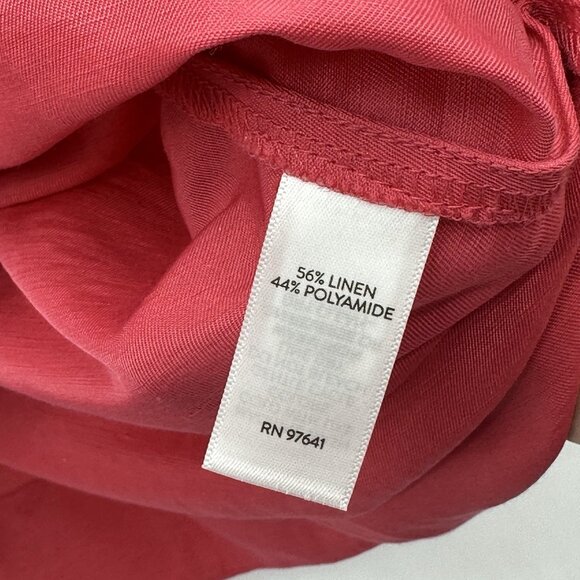 56% LINEN
44% POLYAMIDE
RN 97641